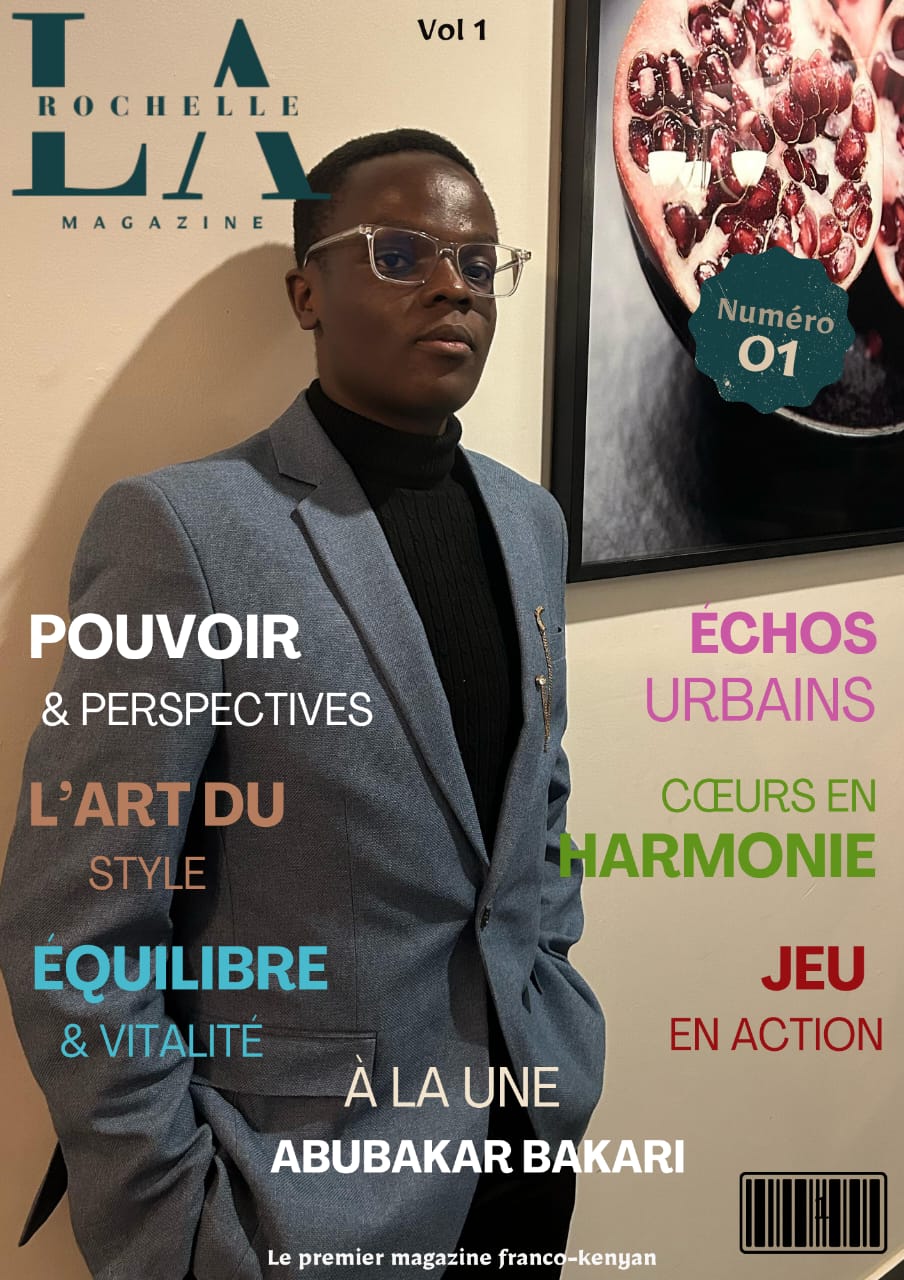 Vol 1
LA
ROCHELLE
MAGAZINE
Numéro
01
POUVOIR
& PERSPECTIVES
L'ART DU
STYLE
ÉQUILIBRE
& VITALITÉ
ÉCHOS
URBAINS
CŒURS EN
HARMONIE
JEU
EN ACTION
À LA UNE
ABUBAKAR BAKARI
1
Le premier magazine franco-kenyan